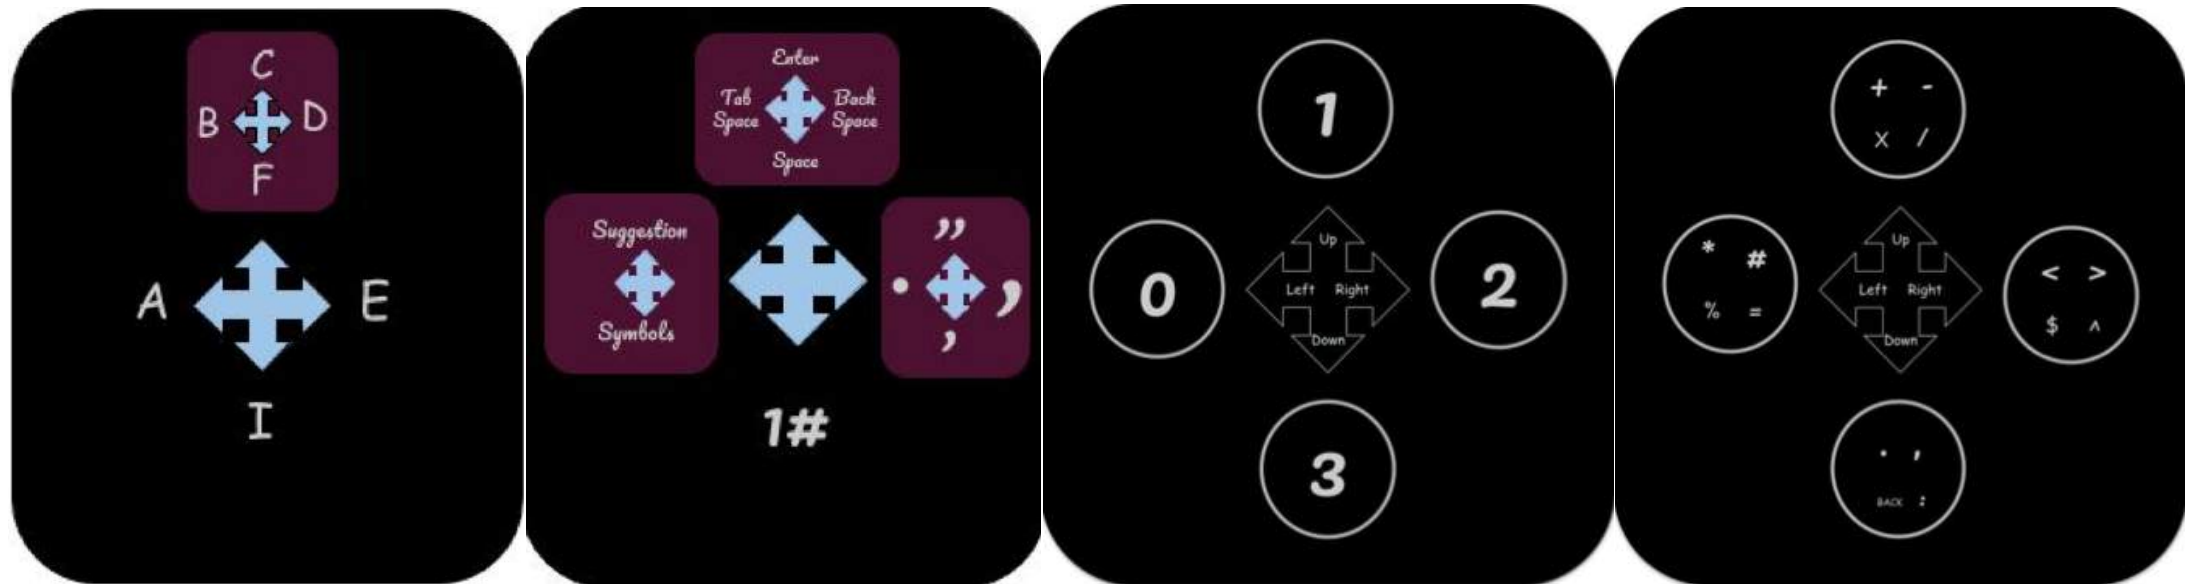 C
B D
F
A E
I
Enter
Tab Space
Back Space
Space
Suggestion
Symbols
”
. ,
,
1#
1
0
Up
Left Right
Down
2
3
+ -
X /
* #
% =
Up
Left Right
Down
< >
$ ^
. ,
BACK :